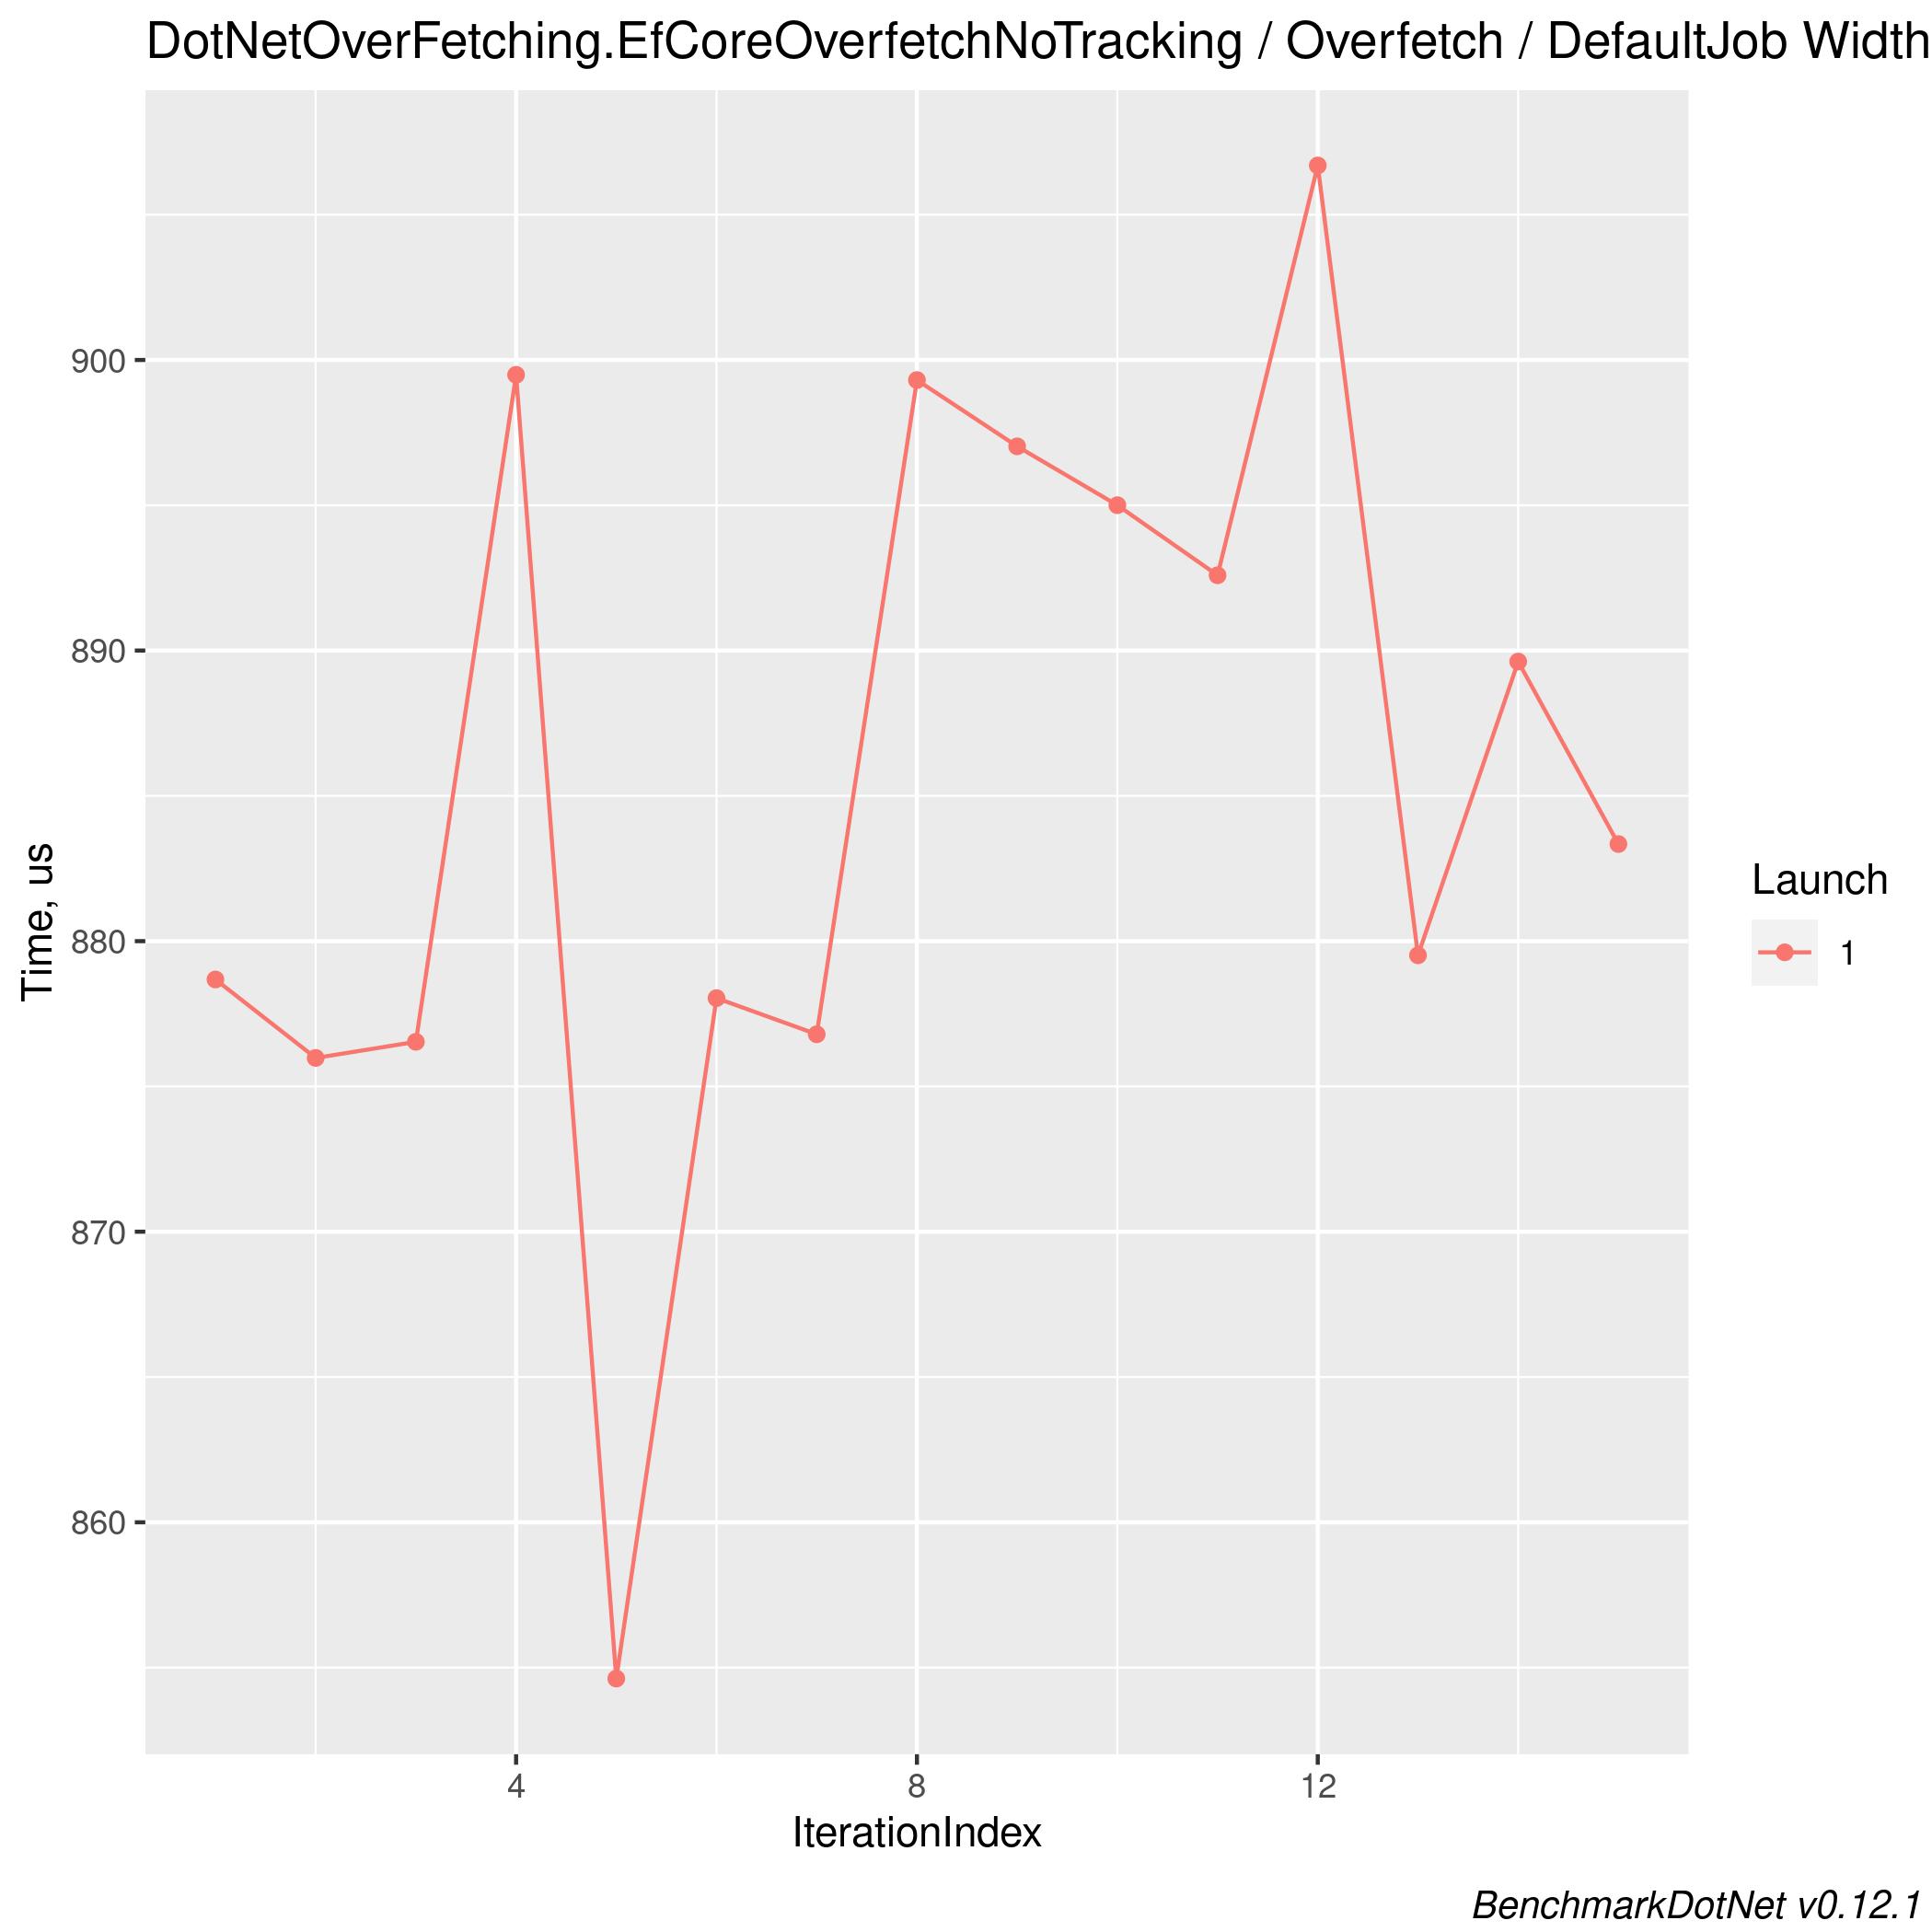 DotNetOverFetching.EfCoreOverfetchNoTracking / Overfetch / DefaultJob Width
900
890
880
870
860
Time, us
4 8 12
IterationIndex
Launch
1
BenchmarkDotNet v0.12.1